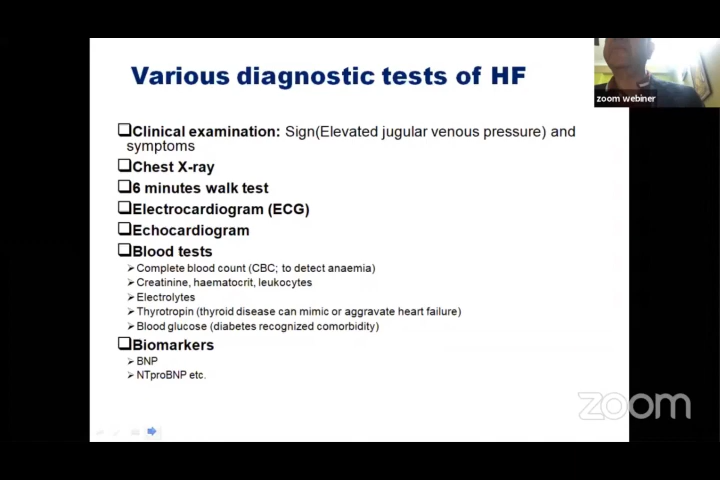 Various diagnostic tests of HF
zoom webiner
Clinical examination: Sign(Elevated jugular venous pressure) and
symptoms
Chest X-ray
6 minutes walk test
Electrocardiogram (ECG)
Echocardiogram
Blood tests
Complete blood count (CBC; to detect anaemia)
Creatinine, haematocrit, leukocytes
Electrolytes
Thyrotropin (thyroid disease can mimic or aggravate heart failure)
Blood glucose (diabetes recognized comorbidity)
Biomarkers
BNP
NTproBNP etc.
zoom